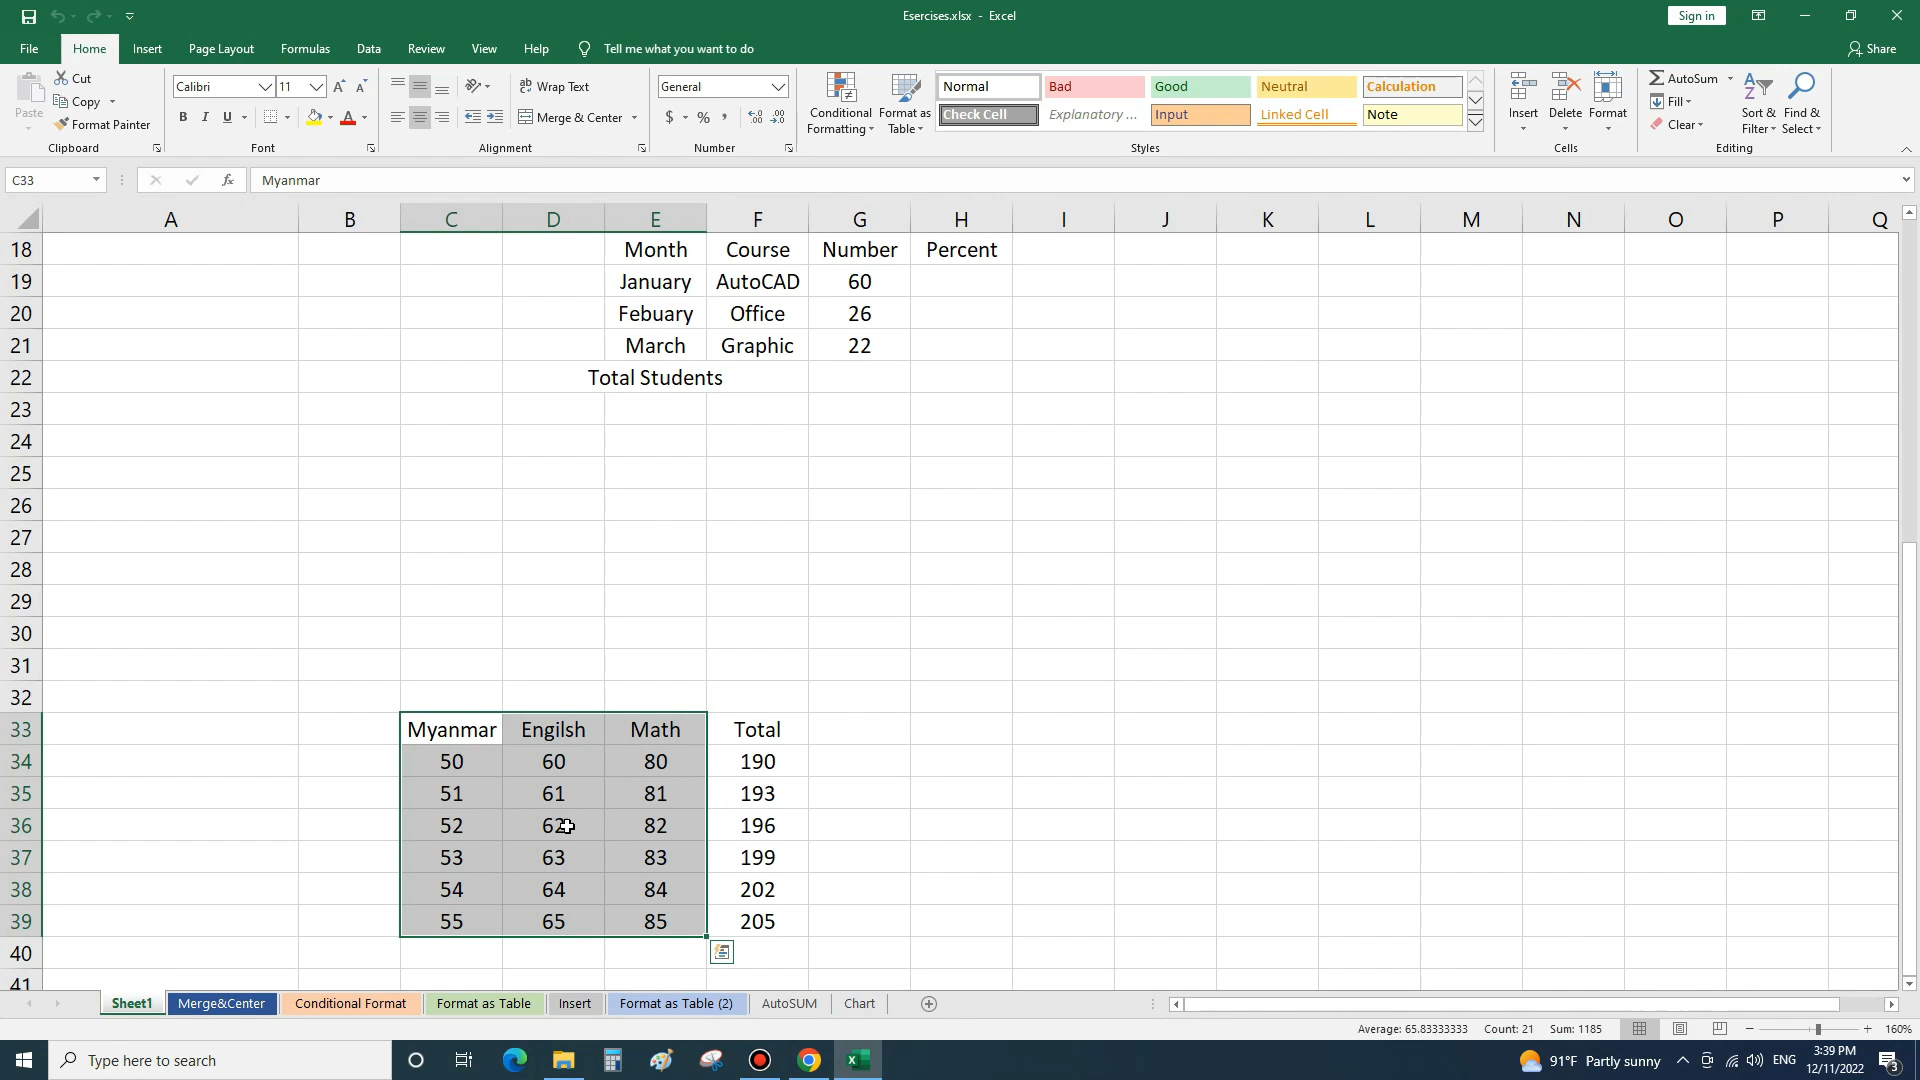 Esercises.xlsx - Excel
Sign in
File Home Insert Page Layout Formulas Data Review View Help Tell me what you want to do Share
Paste Cut Copy Format Painter Clipboard
Calibri 11 A A B I U A Font
ab Wrap Text Merge & Center Alignment
General $ % , Number
Conditional Formatting Format as Table
Normal Bad Good Neutral Calculation
Check Cell Explanatory ... Input Linked Cell Note
Styles
Insert Delete Format Cells
AutoSum Fill Clear Sort & Filter Find & Select Editing
C33 fx Myanmar
A B C D E F G H I J K L M N O P Q
18 Month Course Number Percent
19 January AutoCAD 60
20 Febuary Office 26
21 March Graphic 22
22 Total Students
23
24
25
26
27
28
29
30
31
32
33 Myanmar Engilsh Math Total
34 50 60 80 190
35 51 61 81 193
36 52 62 82 196
37 53 63 83 199
38 54 64 84 202
39 55 65 85 205
40
41
Sheet1 Merge&Center Conditional Format Format as Table Insert Format as Table (2) AutoSUM Chart
Average: 65.83333333 Count: 21 Sum: 1185 160%
Type here to search 91°F Partly sunny ENG 3:39 PM
12/11/2022 3